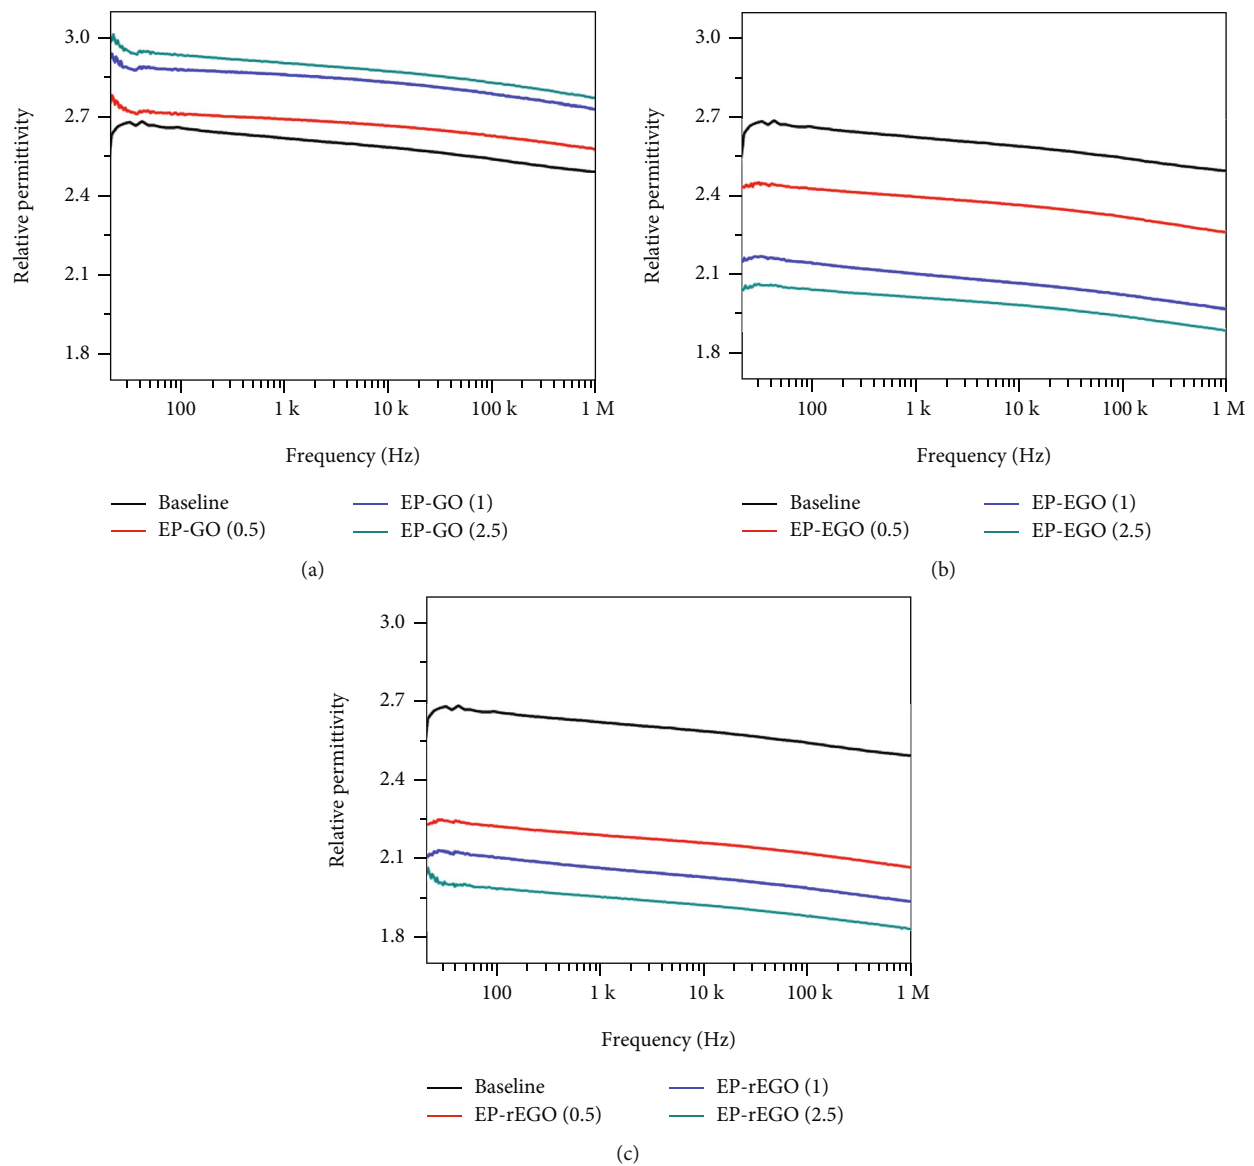 3.0
2.7
2.4
2.1
1.8
Relative permittivity
100 1 k 10 k 100 k 1 M
Frequency (Hz)
Baseline
EP-GO (0.5)
EP-GO (1)
EP-GO (2.5)
(a)
3.0
2.7
2.4
2.1
1.8
Relative permittivity
100 1 k 10 k 100 k 1 M
Frequency (Hz)
Baseline
EP-EGO (0.5)
EP-EGO (1)
EP-EGO (2.5)
(b)
3.0
2.7
2.4
2.1
1.8
Relative permittivity
100 1 k 10 k 100 k 1 M
Frequency (Hz)
Baseline
EP-rEGO (0.5)
EP-rEGO (1)
EP-rEGO (2.5)
(c)